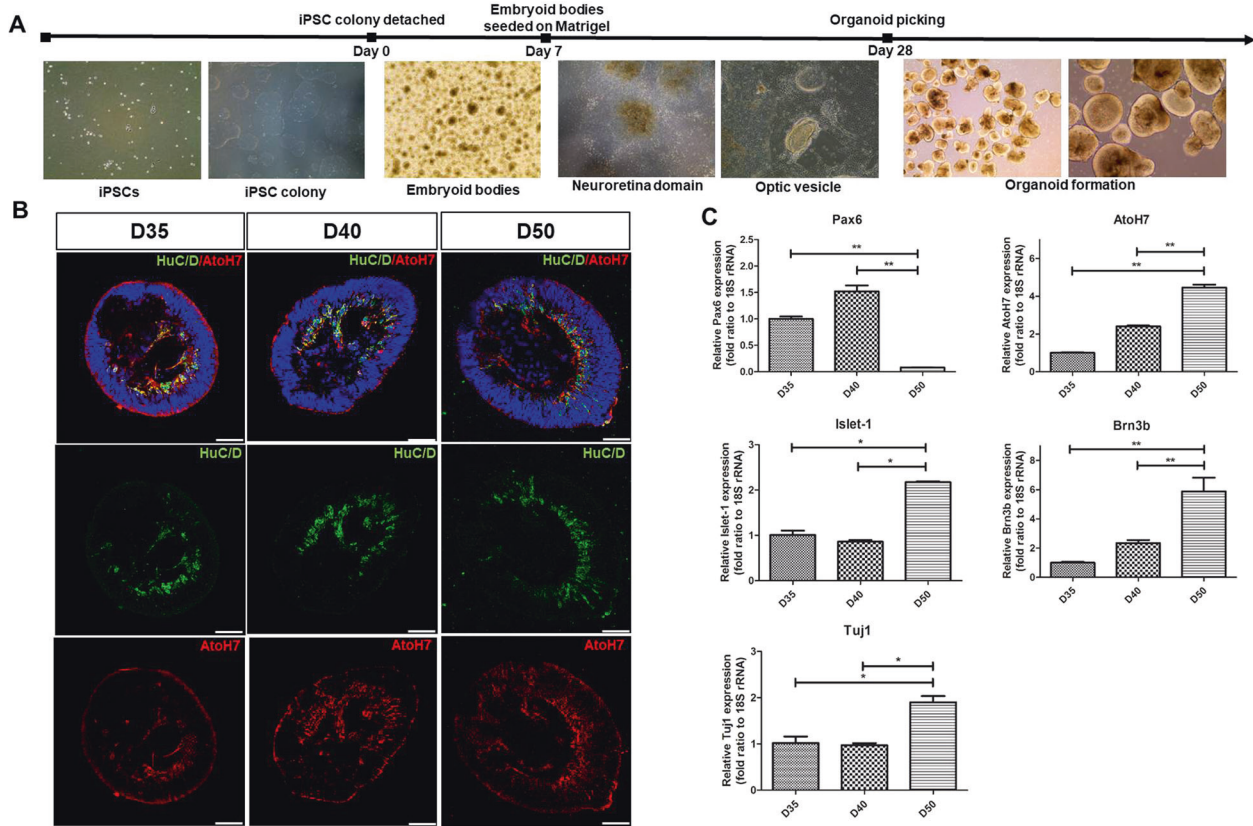 A
iPSC colony detached
Embryoid bodies
seeded on Matrigel
Organoid picking
Day 0
Day 7
Day 28
iPSCs
iPSC colony
Embryoid bodies
Neuroretina domain
Optic vesicle
Organoid formation
B
D35
D40
D50
HuC/D/AtoH7
HuC/D/AtoH7
HuC/D/AtoH7
HuC/D
HuC/D
HuC/D
AtoH7
AtoH7
AtoH7
C
Pax6
Relative Pax6 expression
(fold ratio to 18S rRNA)
2.5
2.0
1.5
1.0
0.5
0.0
**
**
D35
D40
D50
AtoH7
Relative AtoH7 expression
(fold ratio to 18S rRNA)
6
4
2
0
**
**
D35
D40
D50
Islet-1
Relative Islet-1 expression
(fold ratio to 18S rRNA)
3
2
1
0
*
*
D35
D40
D50
Brn3b
Relative Brn3b expression
(fold ratio to 18S rRNA)
10
8
6
4
2
0
**
**
D35
D40
D50
Tuj1
Relative Tuj1 expression
(fold ratio to 18S rRNA)
3
2
1
0
*
*
D35
D40
D50